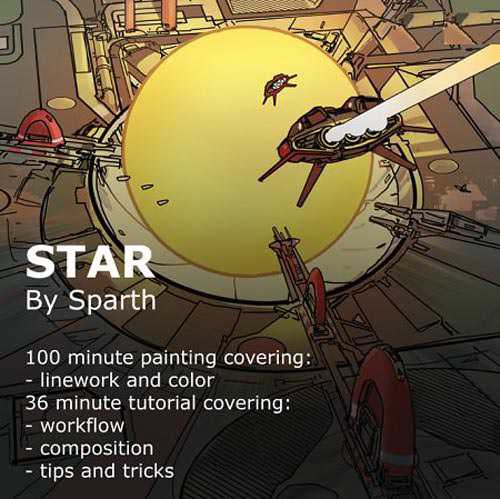 STAR
By Sparth
100 minute painting covering:
- linework and color
36 minute tutorial covering:
- workflow
- composition
- tips and tricks